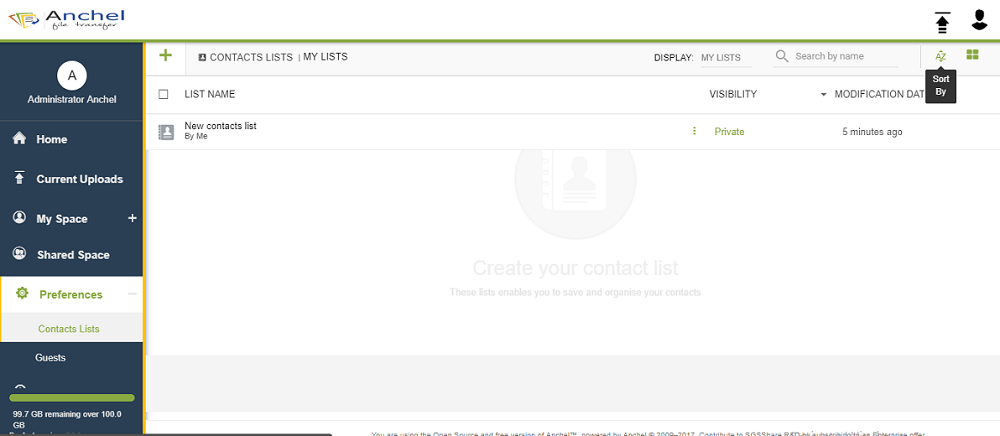 Anchel
file transfer
CONTACTS LISTS | MY LISTS
DISPLAY: MY LISTS
Search by name
AZ
Sort
By
A
Administrator Anchel
Home
Current Uploads
My Space +
Shared Space
Preferences
Contacts Lists
Guests
99.7 GB remaining over 100.0
GB
LIST NAME
VISIBILITY
MODIFICATION DAT
New contacts list
By Me
Private
5 minutes ago
Create your contact list
These lists enables you to save and organise your contacts
You are using the Open Source and free version of Anchel™, powered by Anchel © 2009–2017. Contribute to